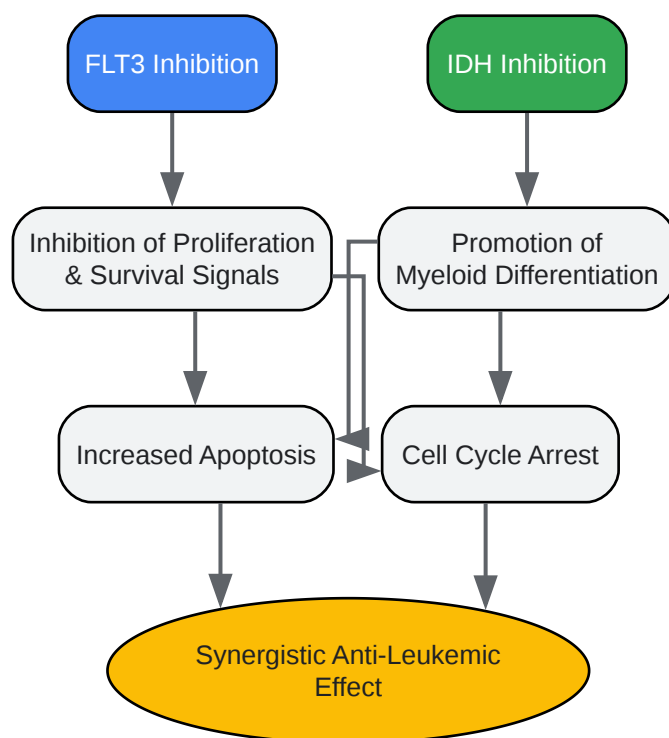 FLT3 Inhibition
IDH Inhibition
Inhibition of Proliferation
& Survival Signals
Promotion of
Myeloid Differentiation
Increased Apoptosis
Cell Cycle Arrest
Synergistic Anti-Leukemic
Effect